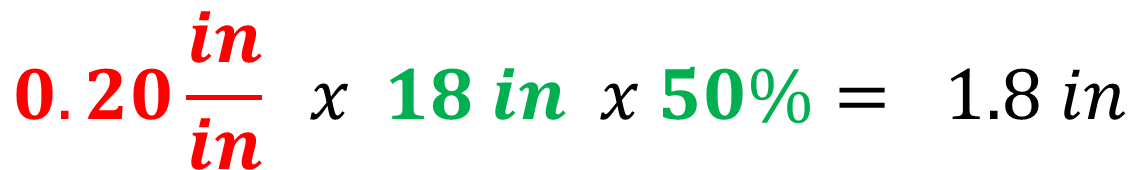 0.20 in/in x 18 in x 50% = 1.8 in